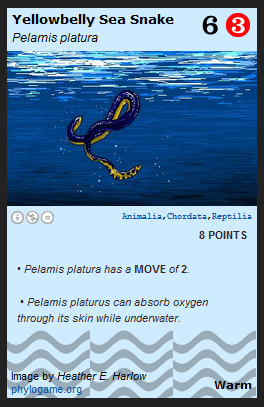 Yellowbelly Sea Snake 6 3
Pelamis platura
Animalia,Chordata,Reptilia
8 POINTS
• Pelamis platura has a MOVE of 2.
• Pelamis platurus can absorb oxygen
through its skin while underwater.
Image by Heather E. Harlow
phylogame.org Warm